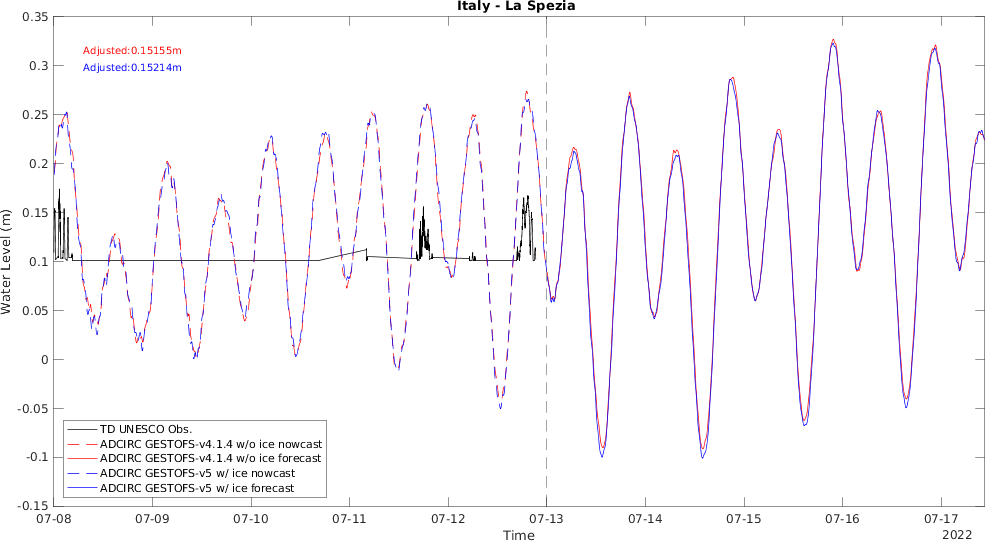 Italy - La Spezia
Adjusted:0.15155m
Adjusted:0.15214m
Water Level (m)
0.35
0.3
0.25
0.2
0.15
0.1
0.05
0
-0.05
-0.1
-0.15
TD UNESCO Obs.
ADCIRC GESTOFS-v4.1.4 w/o ice nowcast
ADCIRC GESTOFS-v4.1.4 w/o ice forecast
ADCIRC GESTOFS-v5 w/ ice nowcast
ADCIRC GESTOFS-v5 w/ ice forecast
07-08 07-09 07-10 07-11 07-12 07-13 07-14 07-15 07-16 07-17
Time
2022